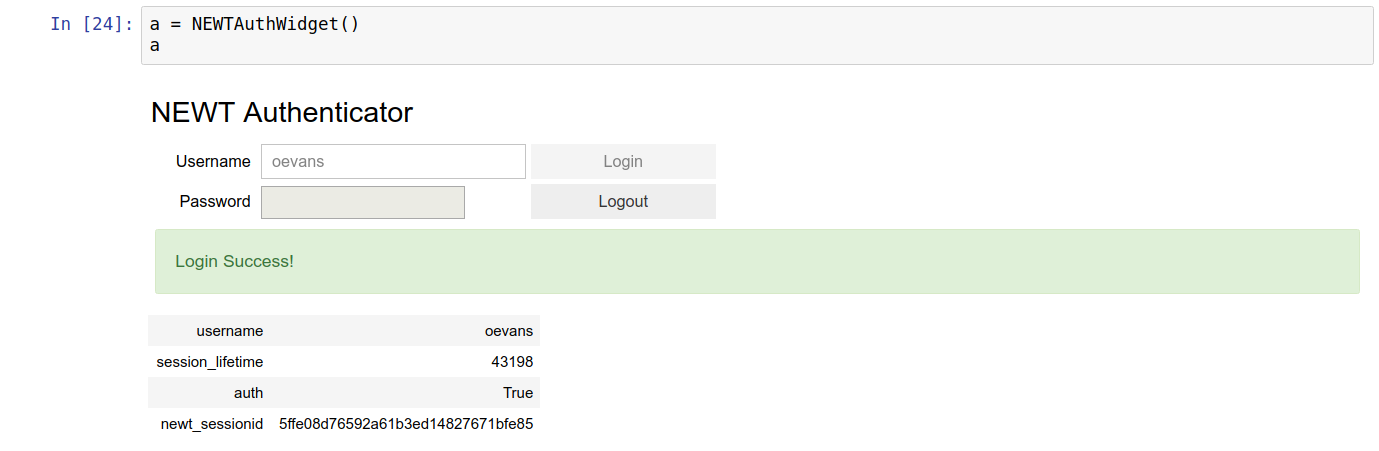 In [24]: a = NEWTAuthWidget()
a
NEWT Authenticator
Username oevans Login
Password Logout
Login Success!
username oevans
session_lifetime 43198
auth True
newt_sessionid 5ffe08d76592a61b3ed14827671bfe85